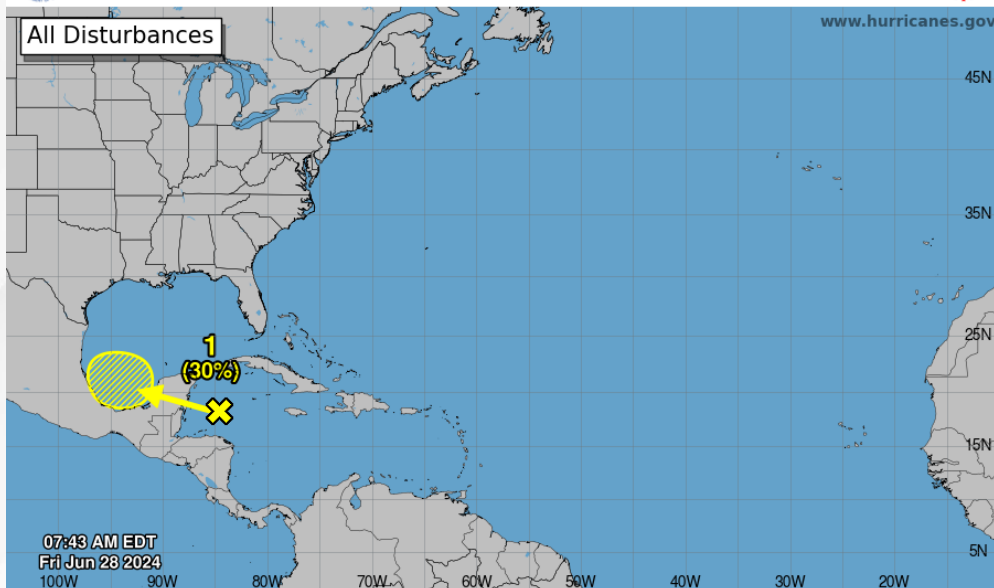 www.hurricanes.gov
All Disturbances
45N
35N
25N
1
(30%)
15N
07:43 AM EDT
Fri Jun 28 2024
5N
100W 90W 80W 70W 60W 50W 40W 30W 20W